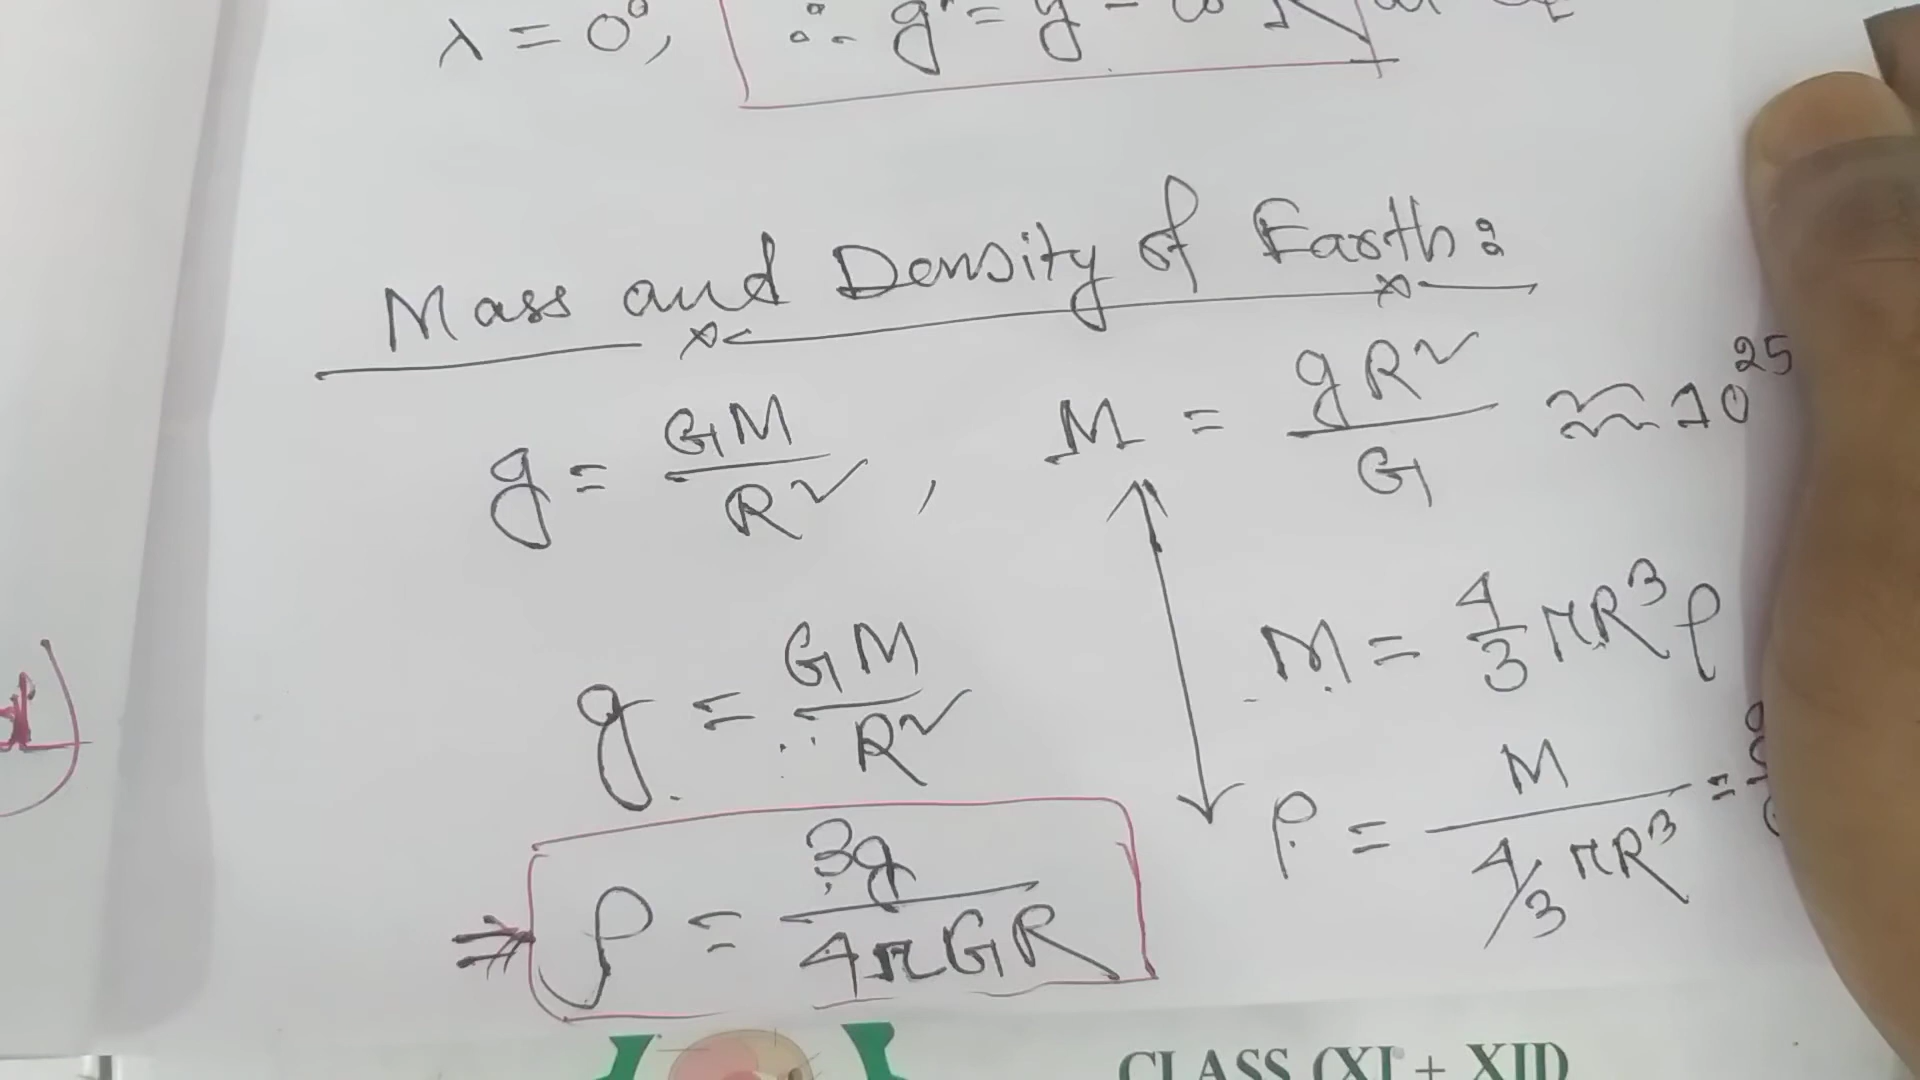 λ = 0°,
Mass and Density of Earth:
g = GM/R², M = gR²/G ≈ 10²⁵
g = GM/R²
M = 4/3 πR³ρ
ρ = M / (4/3 πR³) =
⇒ ρ = 3g/4πGR
CLASS (XI + XII)